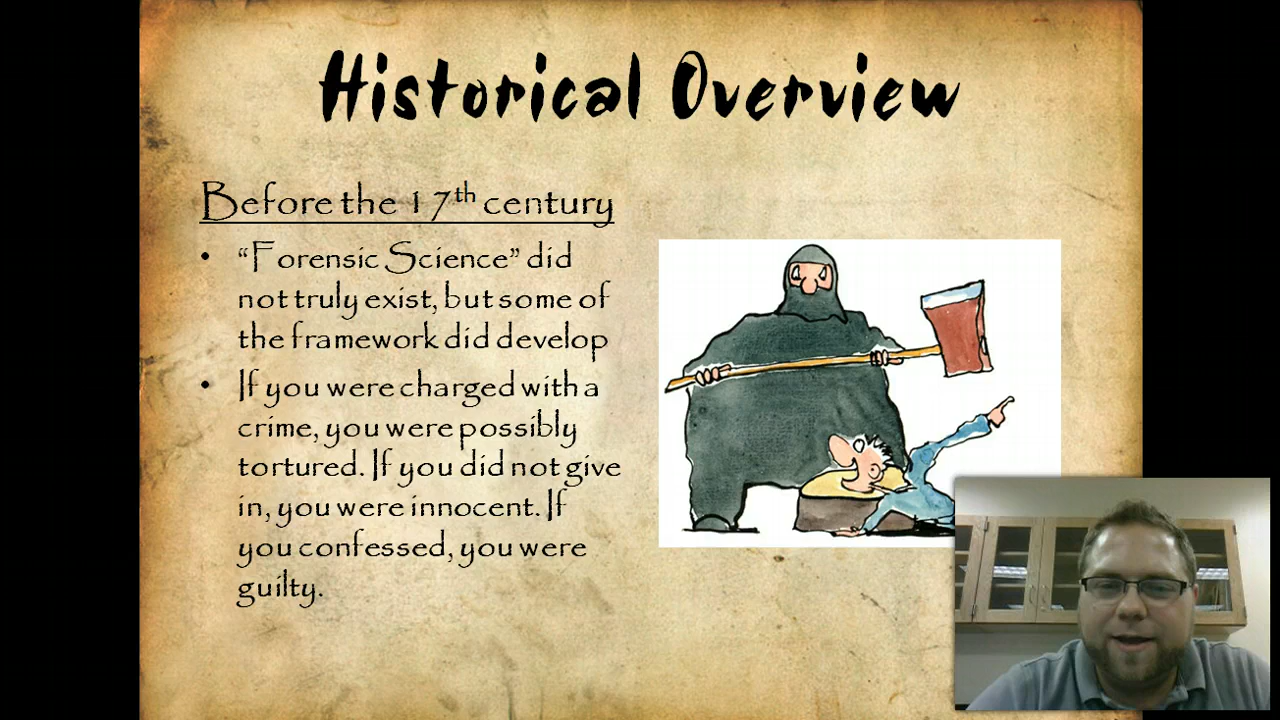 Historical Overview
Before the 17th century
• “Forensic Science” did
not truly exist, but some of
the framework did develop
• If you were charged with a
crime, you were possibly
tortured. If you did not give
in, you were innocent. If
you confessed, you were
guilty.